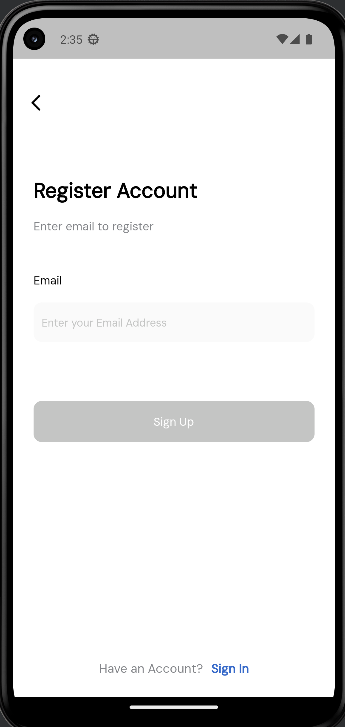 2:35
Register Account
Enter email to register
Email
Enter your Email Address
Sign Up
Have an Account? Sign In